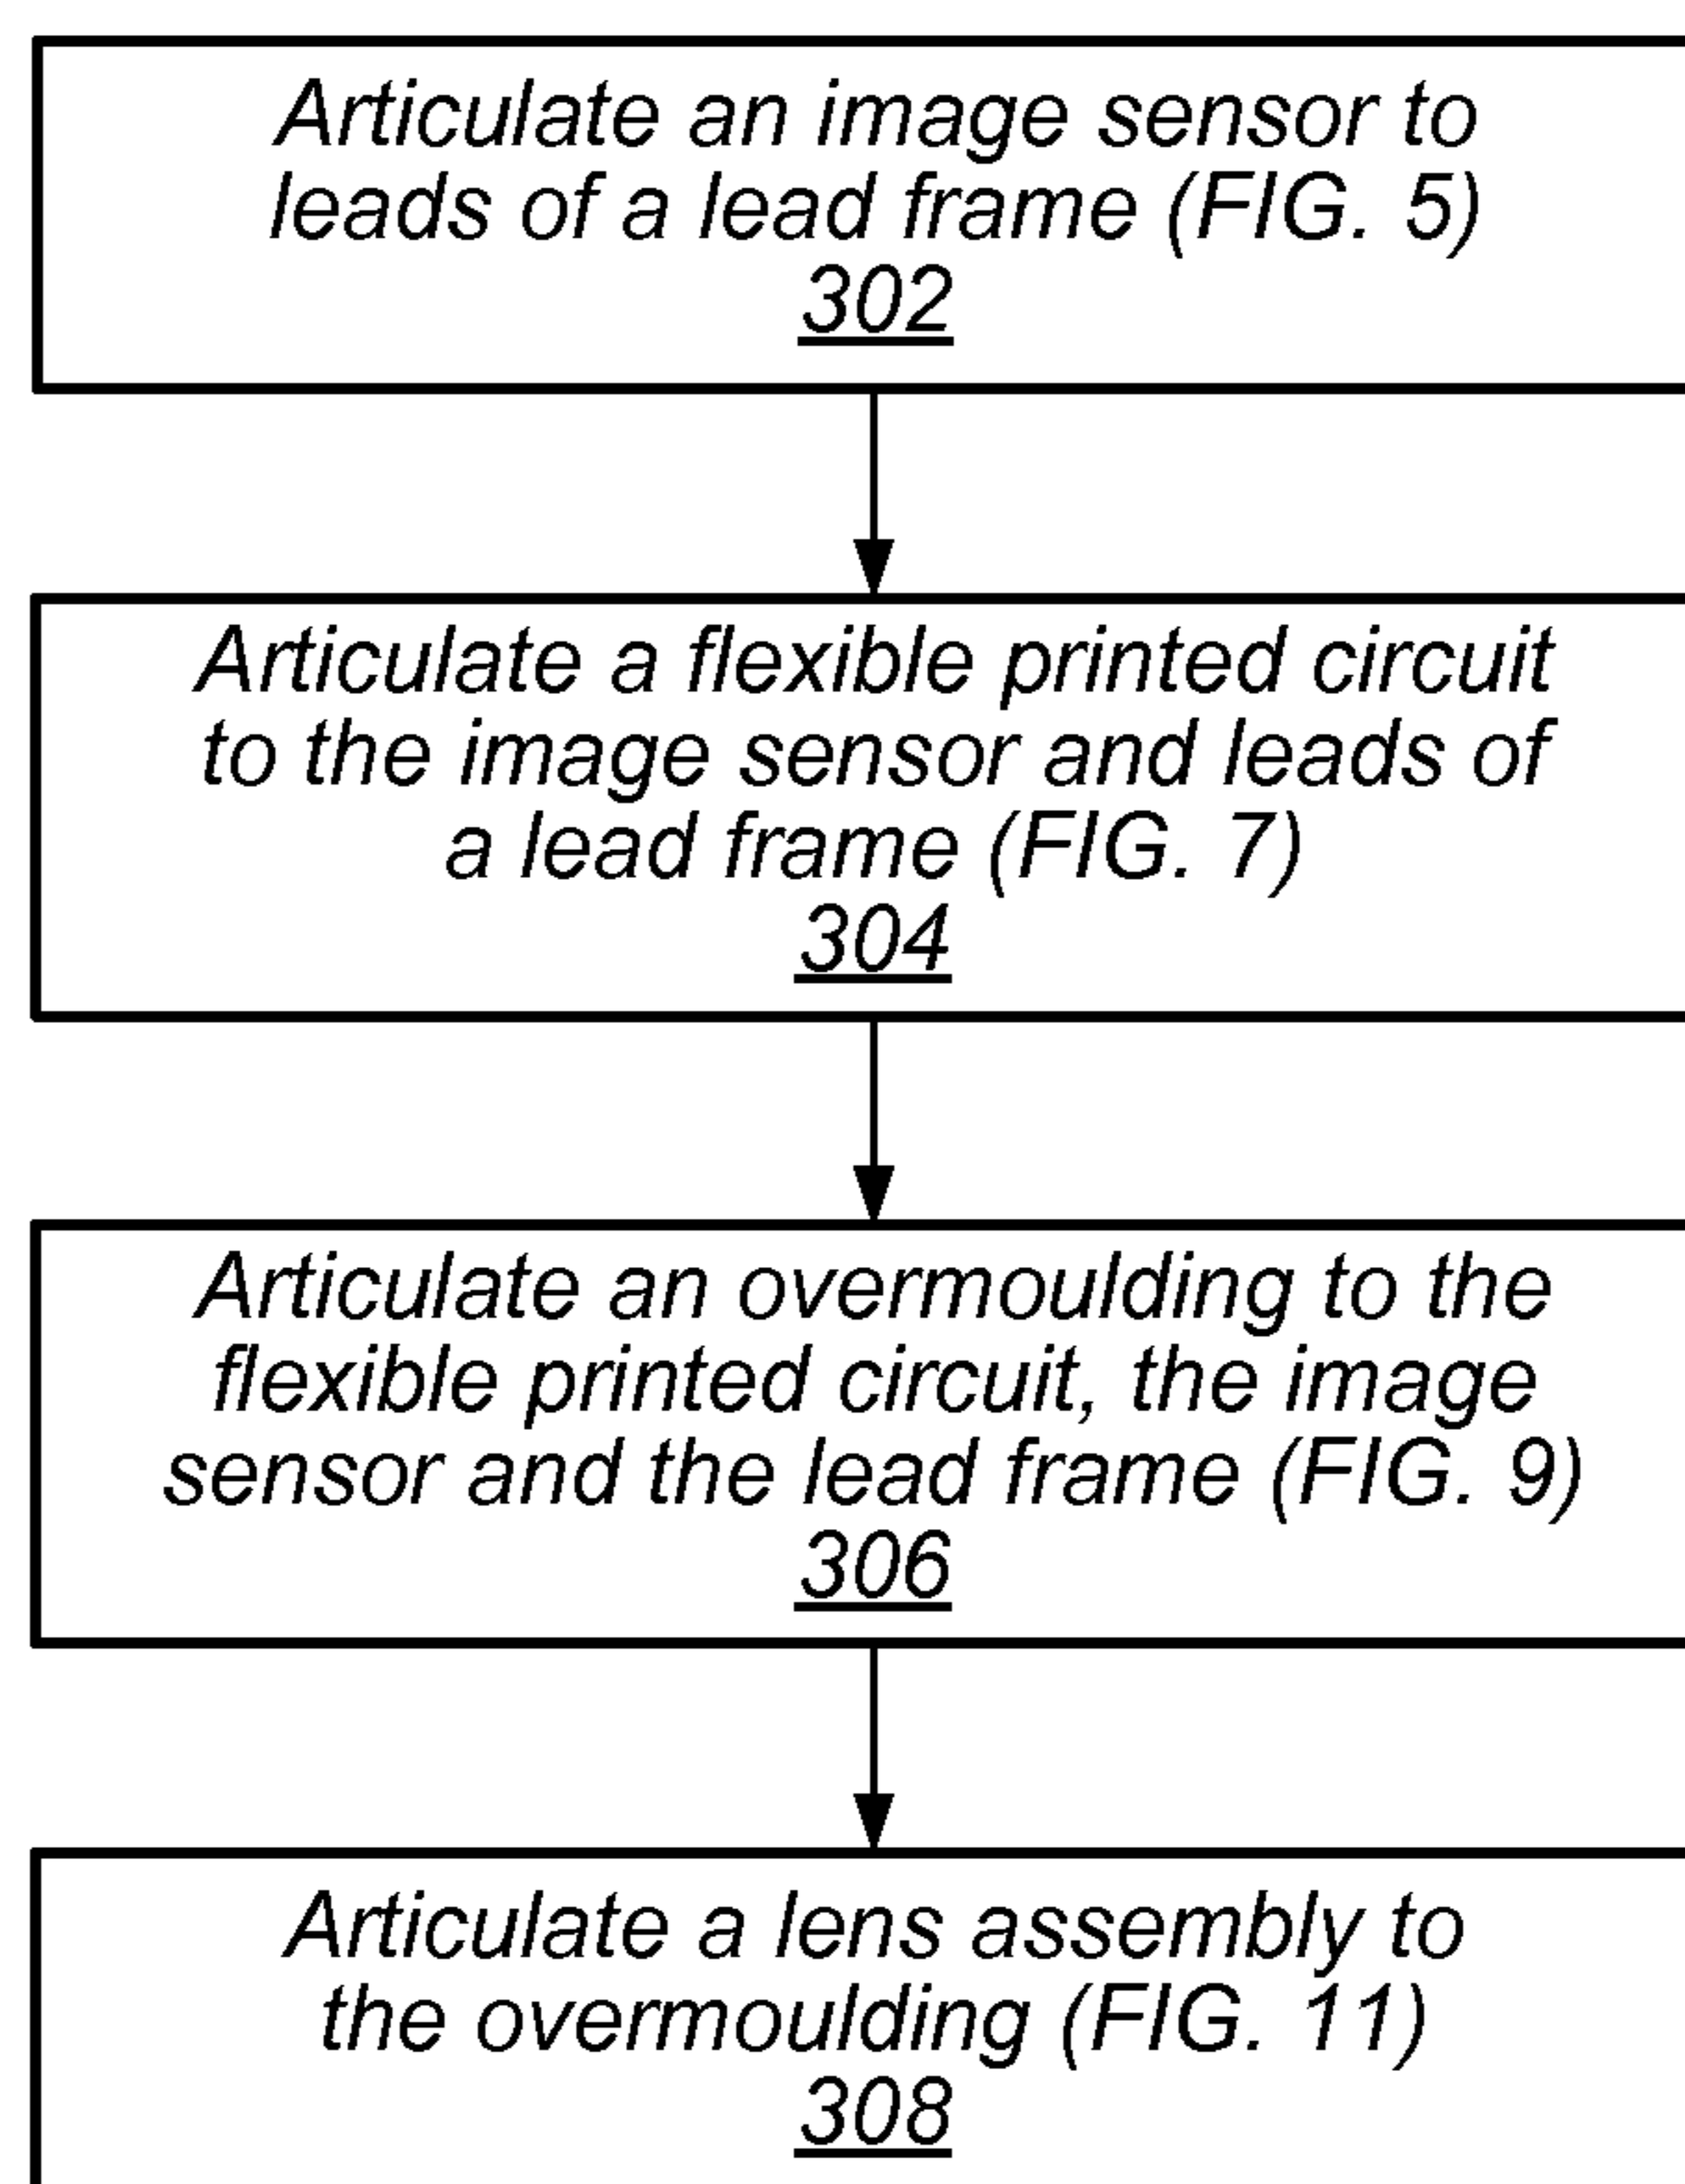 Articulate an image sensor to
leads of a lead frame (FIG. 5)
302
Articulate a flexible printed circuit
to the image sensor and leads of
a lead frame (FIG. 7)
304
Articulate an overmoulding to the
flexible printed circuit, the image
sensor and the lead frame (FIG. 9)
306
Articulate a lens assembly to
the overmoulding (FIG. 11)
308